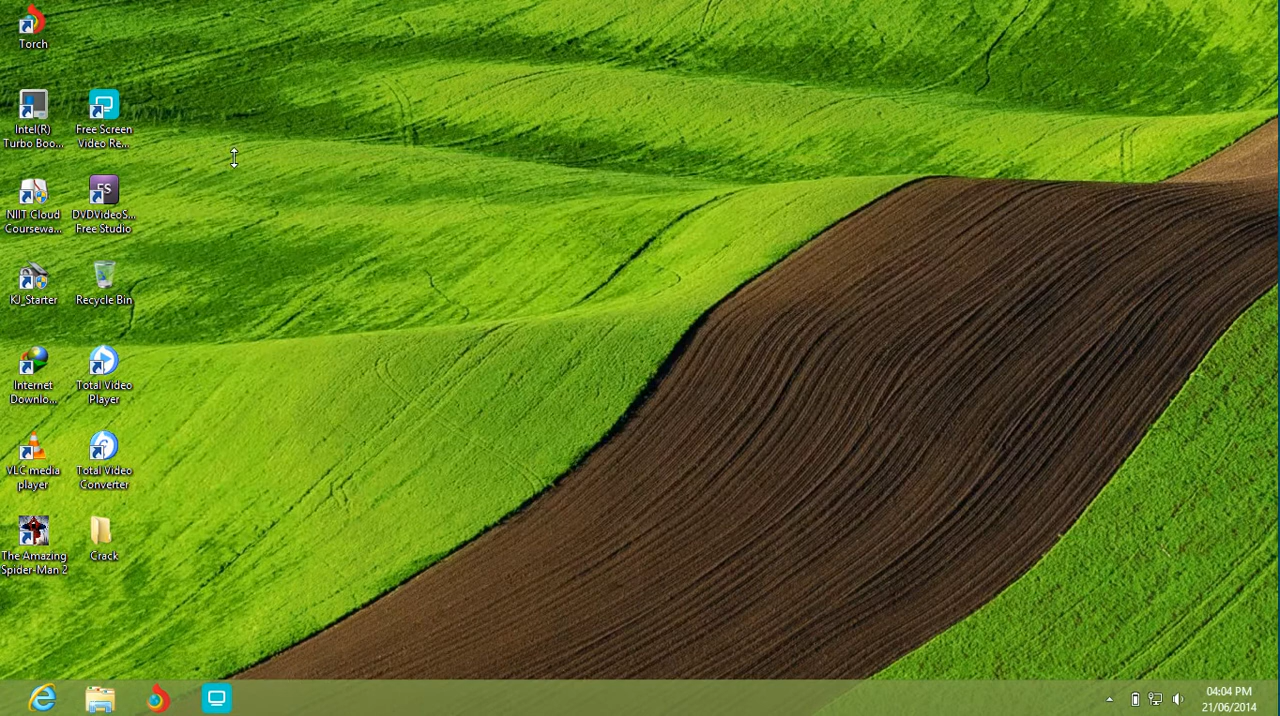 Torch
Intel(R)
Turbo Boo...
Free Screen
Video Re...
NIIT Cloud
Coursewa...
FS
DVDVideoS...
Free Studio
KJ_Starter
Recycle Bin
Internet
Downlo...
Total Video
Player
VLC media
player
Total Video
Converter
The Amazing
Spider-Man 2
Crack
04:04 PM
21/06/2014